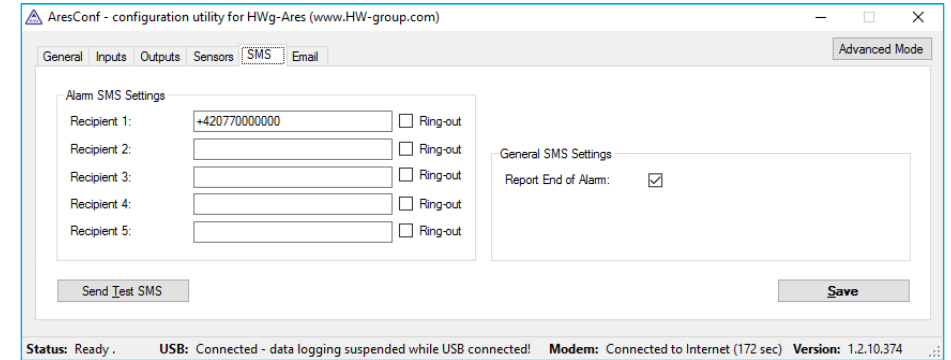 AresConf - configuration utility for HWg-Ares (www.HW-group.com)
Advanced Mode
General Inputs Outputs Sensors SMS Email
Alarm SMS Settings
Recipient 1: +420770000000 Ring-out
Recipient 2: Ring-out
Recipient 3: Ring-out
Recipient 4: Ring-out
Recipient 5: Ring-out
General SMS Settings
Report End of Alarm:
Send Test SMS
Save
Status: Ready . USB: Connected - data logging suspended while USB connected! Modem: Connected to Internet (172 sec) Version: 1.2.10.374